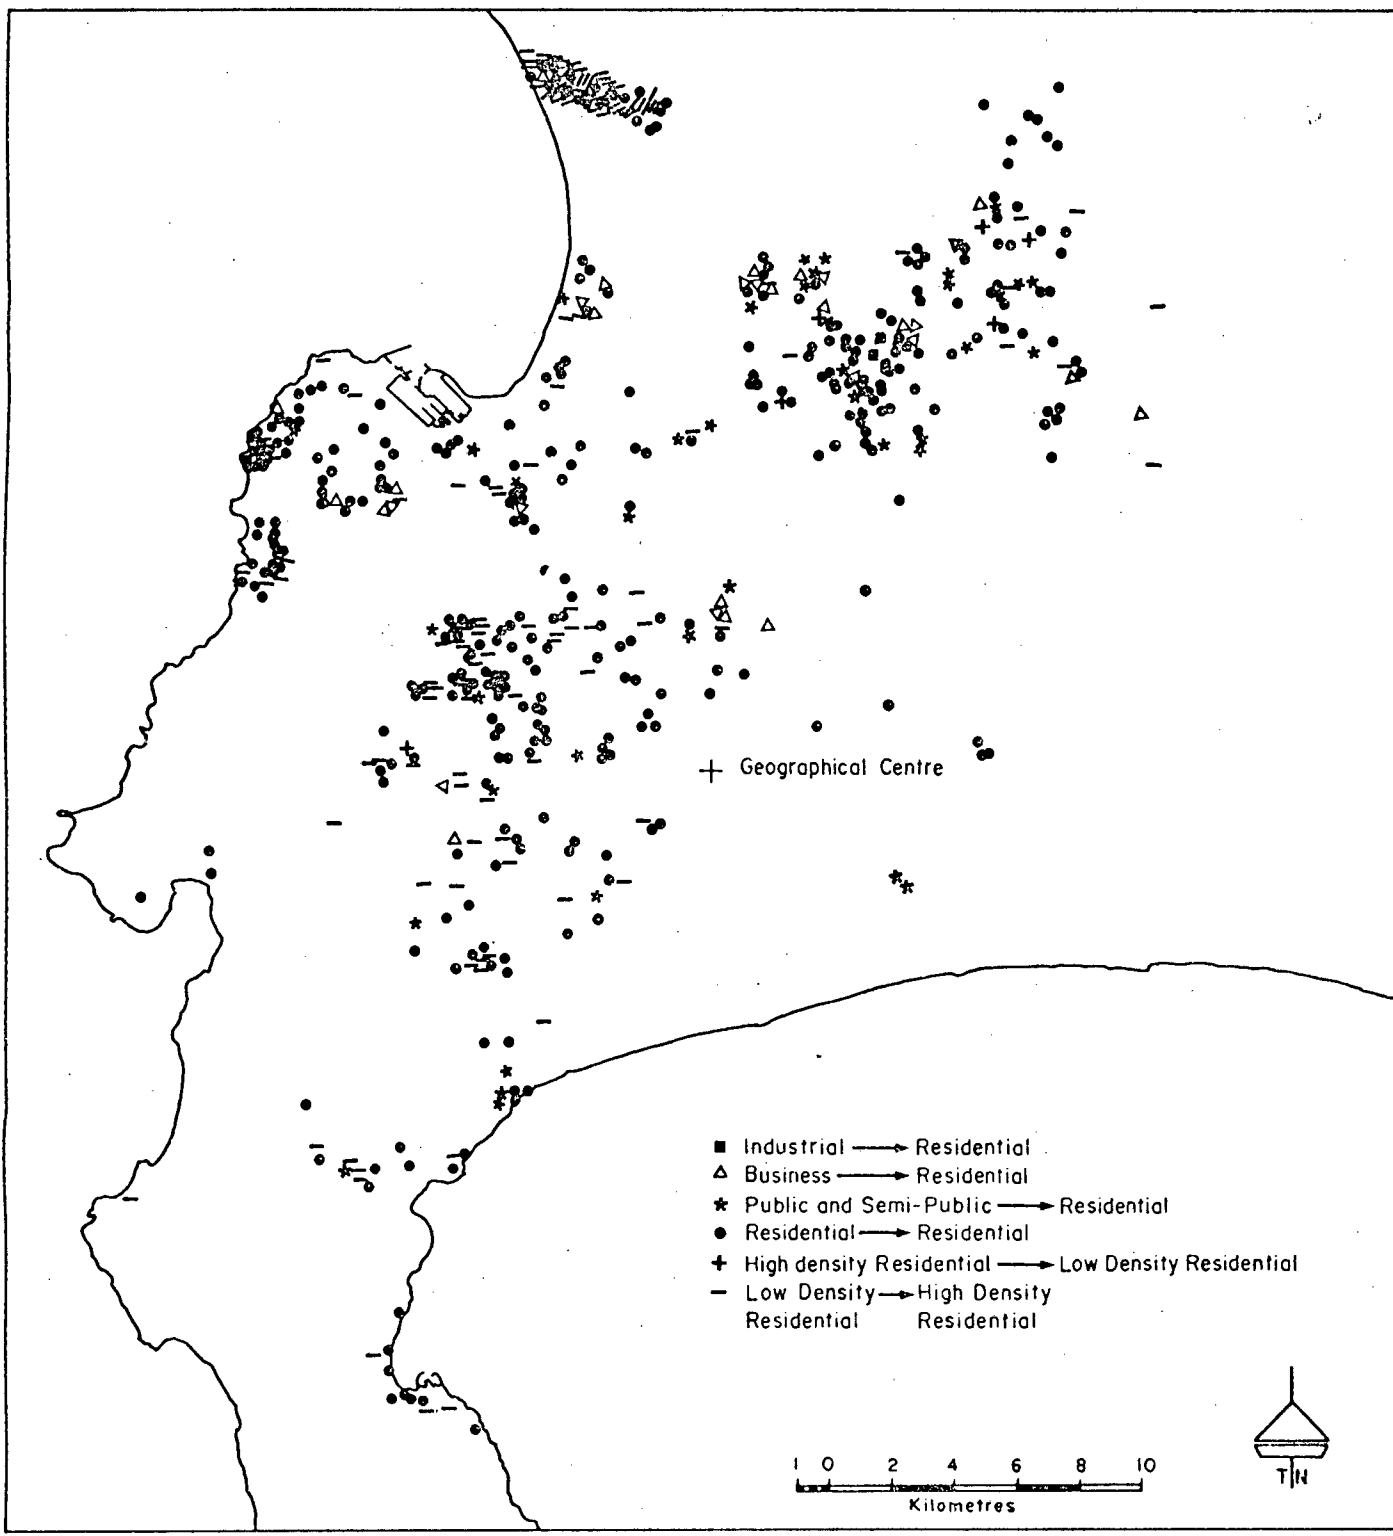 Geographical Centre
Industrial → Residential
Business → Residential
Public and Semi-Public → Residential
Residential → Residential
High density Residential → Low Density Residential
Low Density → High Density
Residential Residential
1 0 2 4 6 8 10
Kilometres
TN